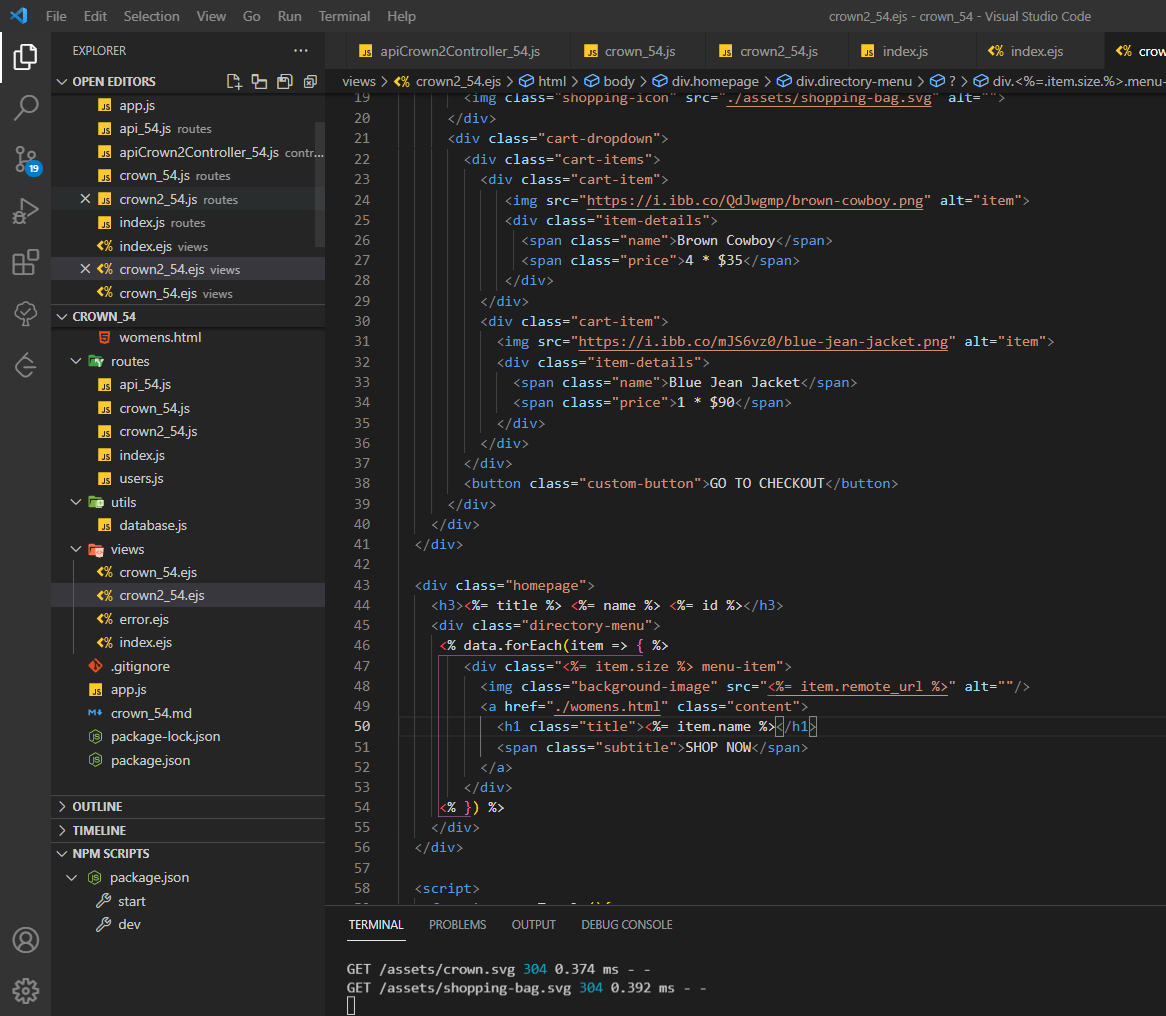 File Edit Selection View Go Run Terminal Help crown2_54.ejs - crown_54 - Visual Studio Code
EXPLORER ...
apiCrown2Controller_54.js crown_54.js crown2_54.js index.js index.ejs crow
OPEN EDITORS
views > crown2_54.ejs > html > body > div.homepage > div.directory-menu > ? > div.<%=.item.size.%>.menu-
app.js
api_54.js routes
apiCrown2Controller_54.js contr...
crown_54.js routes
crown2_54.js routes
index.js routes
index.ejs views
crown2_54.ejs views
crown_54.ejs views
19
CROWN_54
womens.html
routes
api_54.js
crown_54.js
crown2_54.js
index.js
users.js
utils
database.js
views
crown_54.ejs
crown2_54.ejs
error.ejs
index.ejs
.gitignore
app.js
crown_54.md
package-lock.json
package.json
OUTLINE
TIMELINE
NPM SCRIPTS
package.json
start
dev
19 <img class="shopping-icon" src="./assets/shopping-bag.svg" alt="">
20 </div>
21 <div class="cart-dropdown">
22 <div class="cart-items">
23 <div class="cart-item">
24 <img src="https://i.ibb.co/QdJwgmp/brown-cowboy.png" alt="item">
25 <div class="item-details">
26 <span class="name">Brown Cowboy</span>
27 <span class="price">4 * $35</span>
28 </div>
29 </div>
30 <div class="cart-item">
31 <img src="https://i.ibb.co/mJS6vz0/blue-jean-jacket.png" alt="item">
32 <div class="item-details">
33 <span class="name">Blue Jean Jacket</span>
34 <span class="price">1 * $90</span>
35 </div>
36 </div>
37 </div>
38 <button class="custom-button">GO TO CHECKOUT</button>
39 </div>
40 </div>
41 </div>
42
43 <div class="homepage">
44 <h3><%= title %> <%= name %> <%= id %></h3>
45 <div class="directory-menu">
46 <% data.forEach(item => { %>
47 <div class="<%= item.size %> menu-item">
48 <img class="background-image" src="<%= item.remote_url %>" alt=""/>
49 <a href="./womens.html" class="content">
50 <h1 class="title"><%= item.name %></h1>
51 <span class="subtitle">SHOP NOW</span>
52 </a>
53 </div>
54 <% }) %>
55 </div>
56 </div>
57
58 <script>
TERMINAL PROBLEMS OUTPUT DEBUG CONSOLE
GET /assets/crown.svg 304 0.374 ms - -
GET /assets/shopping-bag.svg 304 0.392 ms - -